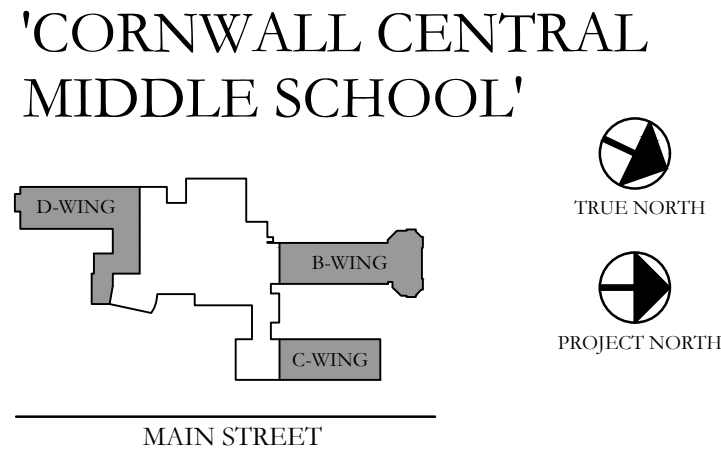 'CORNWALL CENTRAL
MIDDLE SCHOOL'
TRUE NORTH
D-WING
B-WING
PROJECT NORTH
C-WING
MAIN STREET